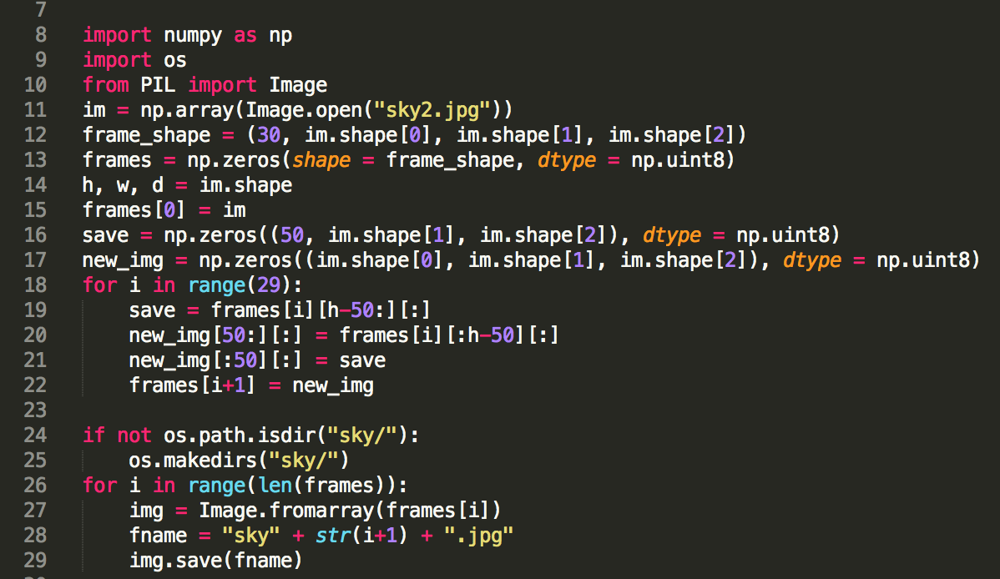 7
8 import numpy as np
9 import os
10 from PIL import Image
11 im = np.array(Image.open("sky2.jpg"))
12 frame_shape = (30, im.shape[0], im.shape[1], im.shape[2])
13 frames = np.zeros(shape = frame_shape, dtype = np.uint8)
14 h, w, d = im.shape
15 frames[0] = im
16 save = np.zeros((50, im.shape[1], im.shape[2]), dtype = np.uint8)
17 new_img = np.zeros((im.shape[0], im.shape[1], im.shape[2]), dtype = np.uint8)
18 for i in range(29):
19     save = frames[i][h-50:][:]
20     new_img[50:][:] = frames[i][:h-50][:]
21     new_img[:50][:] = save
22     frames[i+1] = new_img
23
24 if not os.path.isdir("sky/"):
25     os.makedirs("sky/")
26 for i in range(len(frames)):
27     img = Image.fromarray(frames[i])
28     fname = "sky" + str(i+1) + ".jpg"
29     img.save(fname)